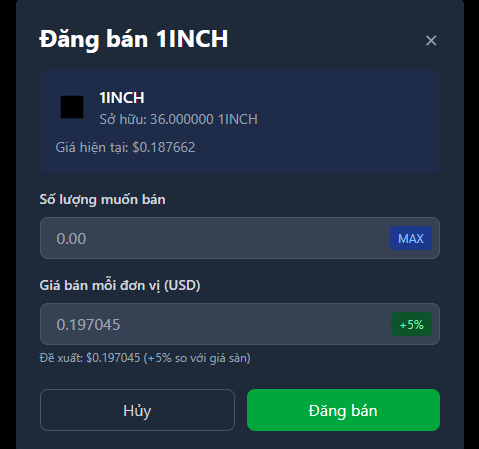 Đăng bán 1INCH
×
1INCH
Sở hữu: 36.000000 1INCH
Giá hiện tại: $0.187662
Số lượng muốn bán
0.00 MAX
Giá bán mỗi đơn vị (USD)
0.197045 +5%
Đề xuất: $0.197045 (+5% so với giá sàn)
Hủy Đăng bán